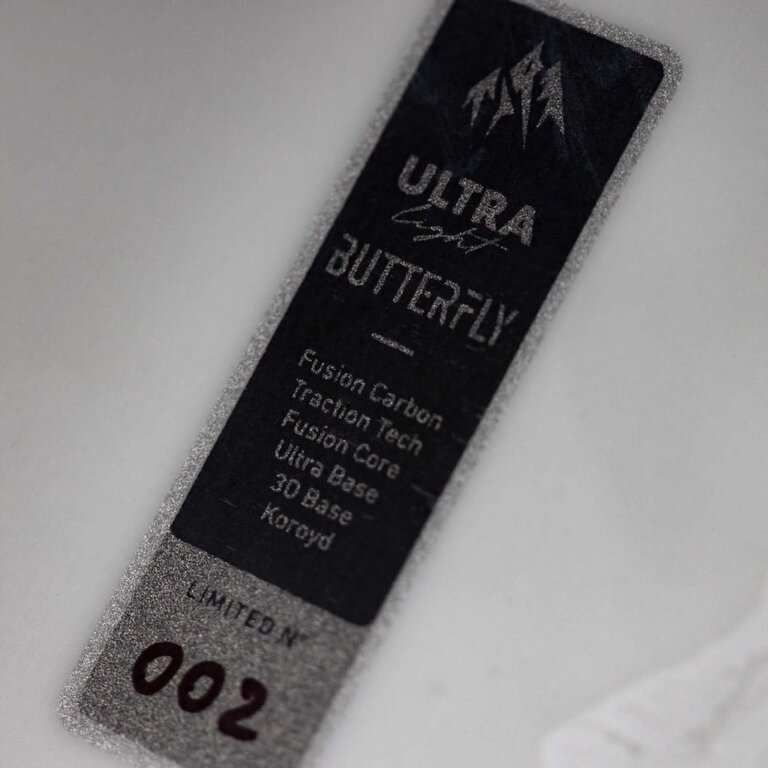 ULTRA
light
BUTTERFLY
Fusion Carbon
Traction Tech
Fusion Core
Ultra Base
3D Base
Koroyd
LIMITED N°
002